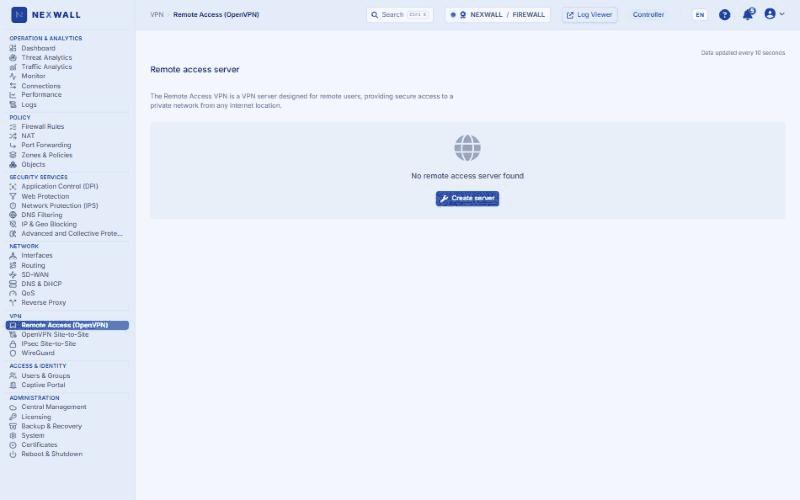 NEXWALL
VPN
Remote Access (OpenVPN)
Search
Ctrl K
NEXWALL / FIREWALL
Log Viewer
Controller
EN
OPERATION & ANALYTICS
Dashboard
Threat Analytics
Traffic Analytics
Monitor
Connections
Performance
Logs
POLICY
Firewall Rules
NAT
Port Forwarding
Zones & Policies
Objects
SECURITY SERVICES
Application Control (DPI)
Web Protection
Network Protection (IPS)
DNS Filtering
IP & Geo Blocking
Advanced and Collective Prote...
NETWORK
Interfaces
Routing
SD-WAN
DNS & DHCP
QoS
Reverse Proxy
VPN
Remote Access (OpenVPN)
OpenVPN Site-to-Site
IPsec Site-to-Site
WireGuard
ACCESS & IDENTITY
Users & Groups
Captive Portal
ADMINISTRATION
Central Management
Licensing
Backup & Recovery
System
Certificates
Reboot & Shutdown
Data updated every 10 seconds
Remote access server
The Remote Access VPN is a VPN server designed for remote users, providing secure access to a
private network from any internet location.
No remote access server found
Create server